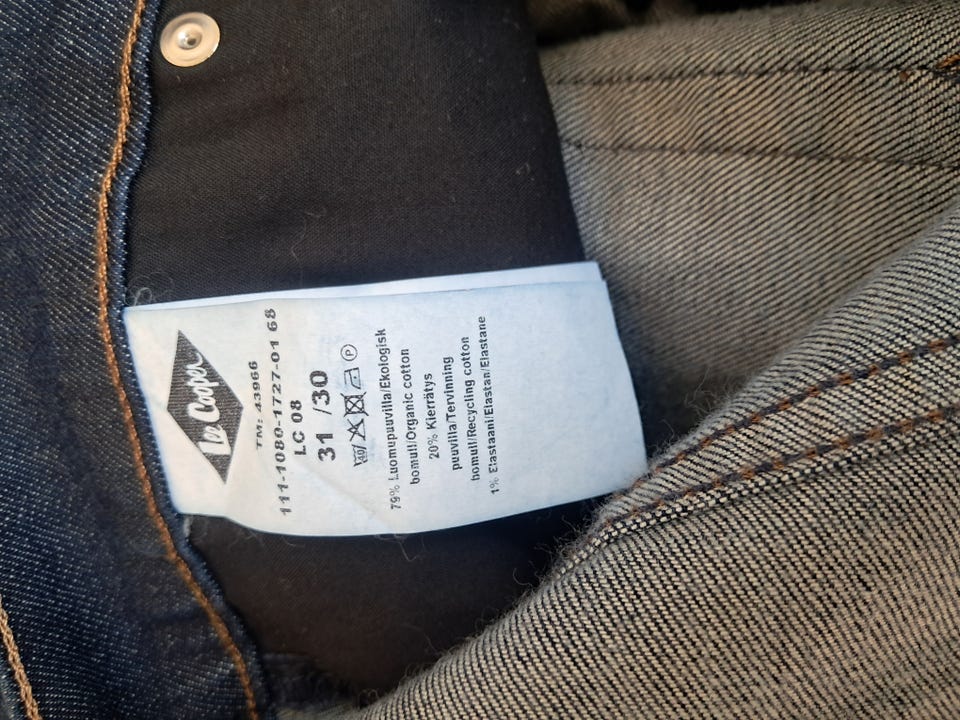 Lee Cooper
TM: 43966
111-1080-1727-01 68
LC 08
31 /30
P
79% Luomupuuvilla/Ekologisk
bomull/Organic cotton
20% Kierrätys
puuvilla/Tervinning
bomull/Recycling cotton
1% Elastaani/Elastan/Elastane